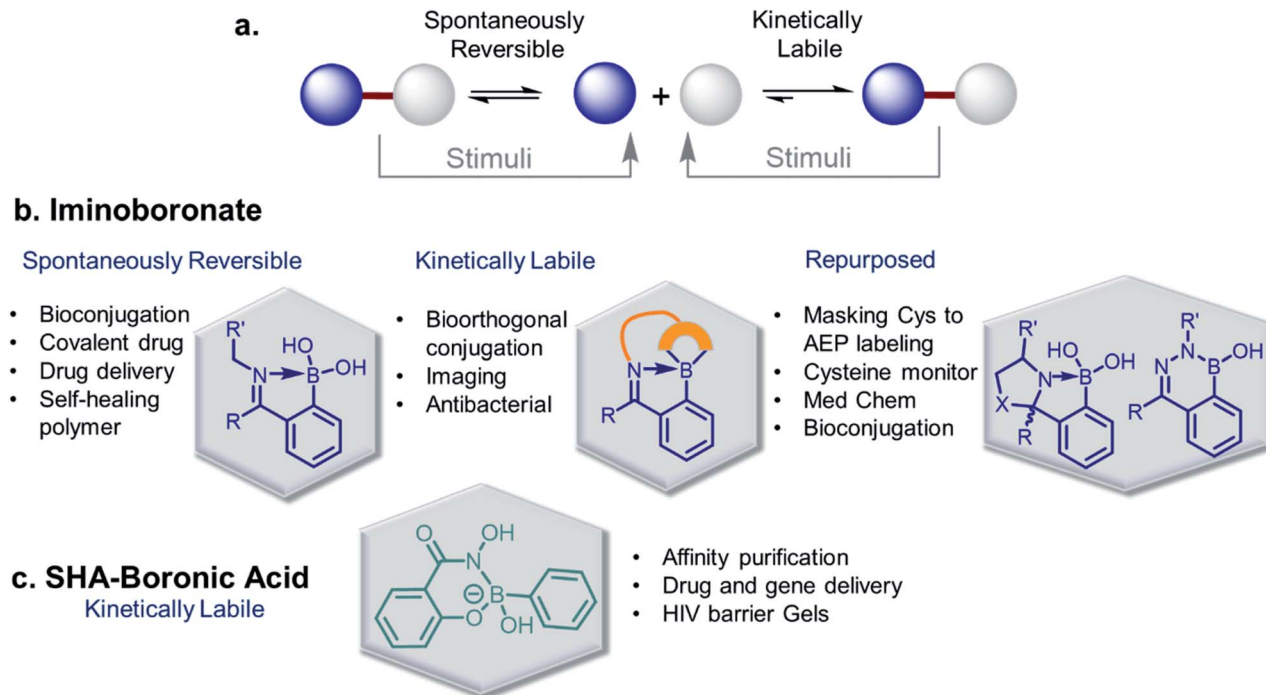 a.
Spontaneously
Reversible
Kinetically
Labile
+
Stimuli
Stimuli
b. Iminoboronate
Spontaneously Reversible
• Bioconjugation
• Covalent drug
• Drug delivery
• Self-healing
polymer
R'
HO
N
B
OH
R
Kinetically Labile
• Bioorthogonal
conjugation
• Imaging
• Antibacterial
N
B
R
Repurposed
• Masking Cys to
AEP labeling
• Cysteine monitor
• Med Chem
• Bioconjugation
R'
HO
OH
N
B
X
R
R'
N
OH
N
B
R
c. SHA-Boronic Acid
Kinetically Labile
O
OH
N
⊖
B
O
OH
• Affinity purification
• Drug and gene delivery
• HIV barrier Gels